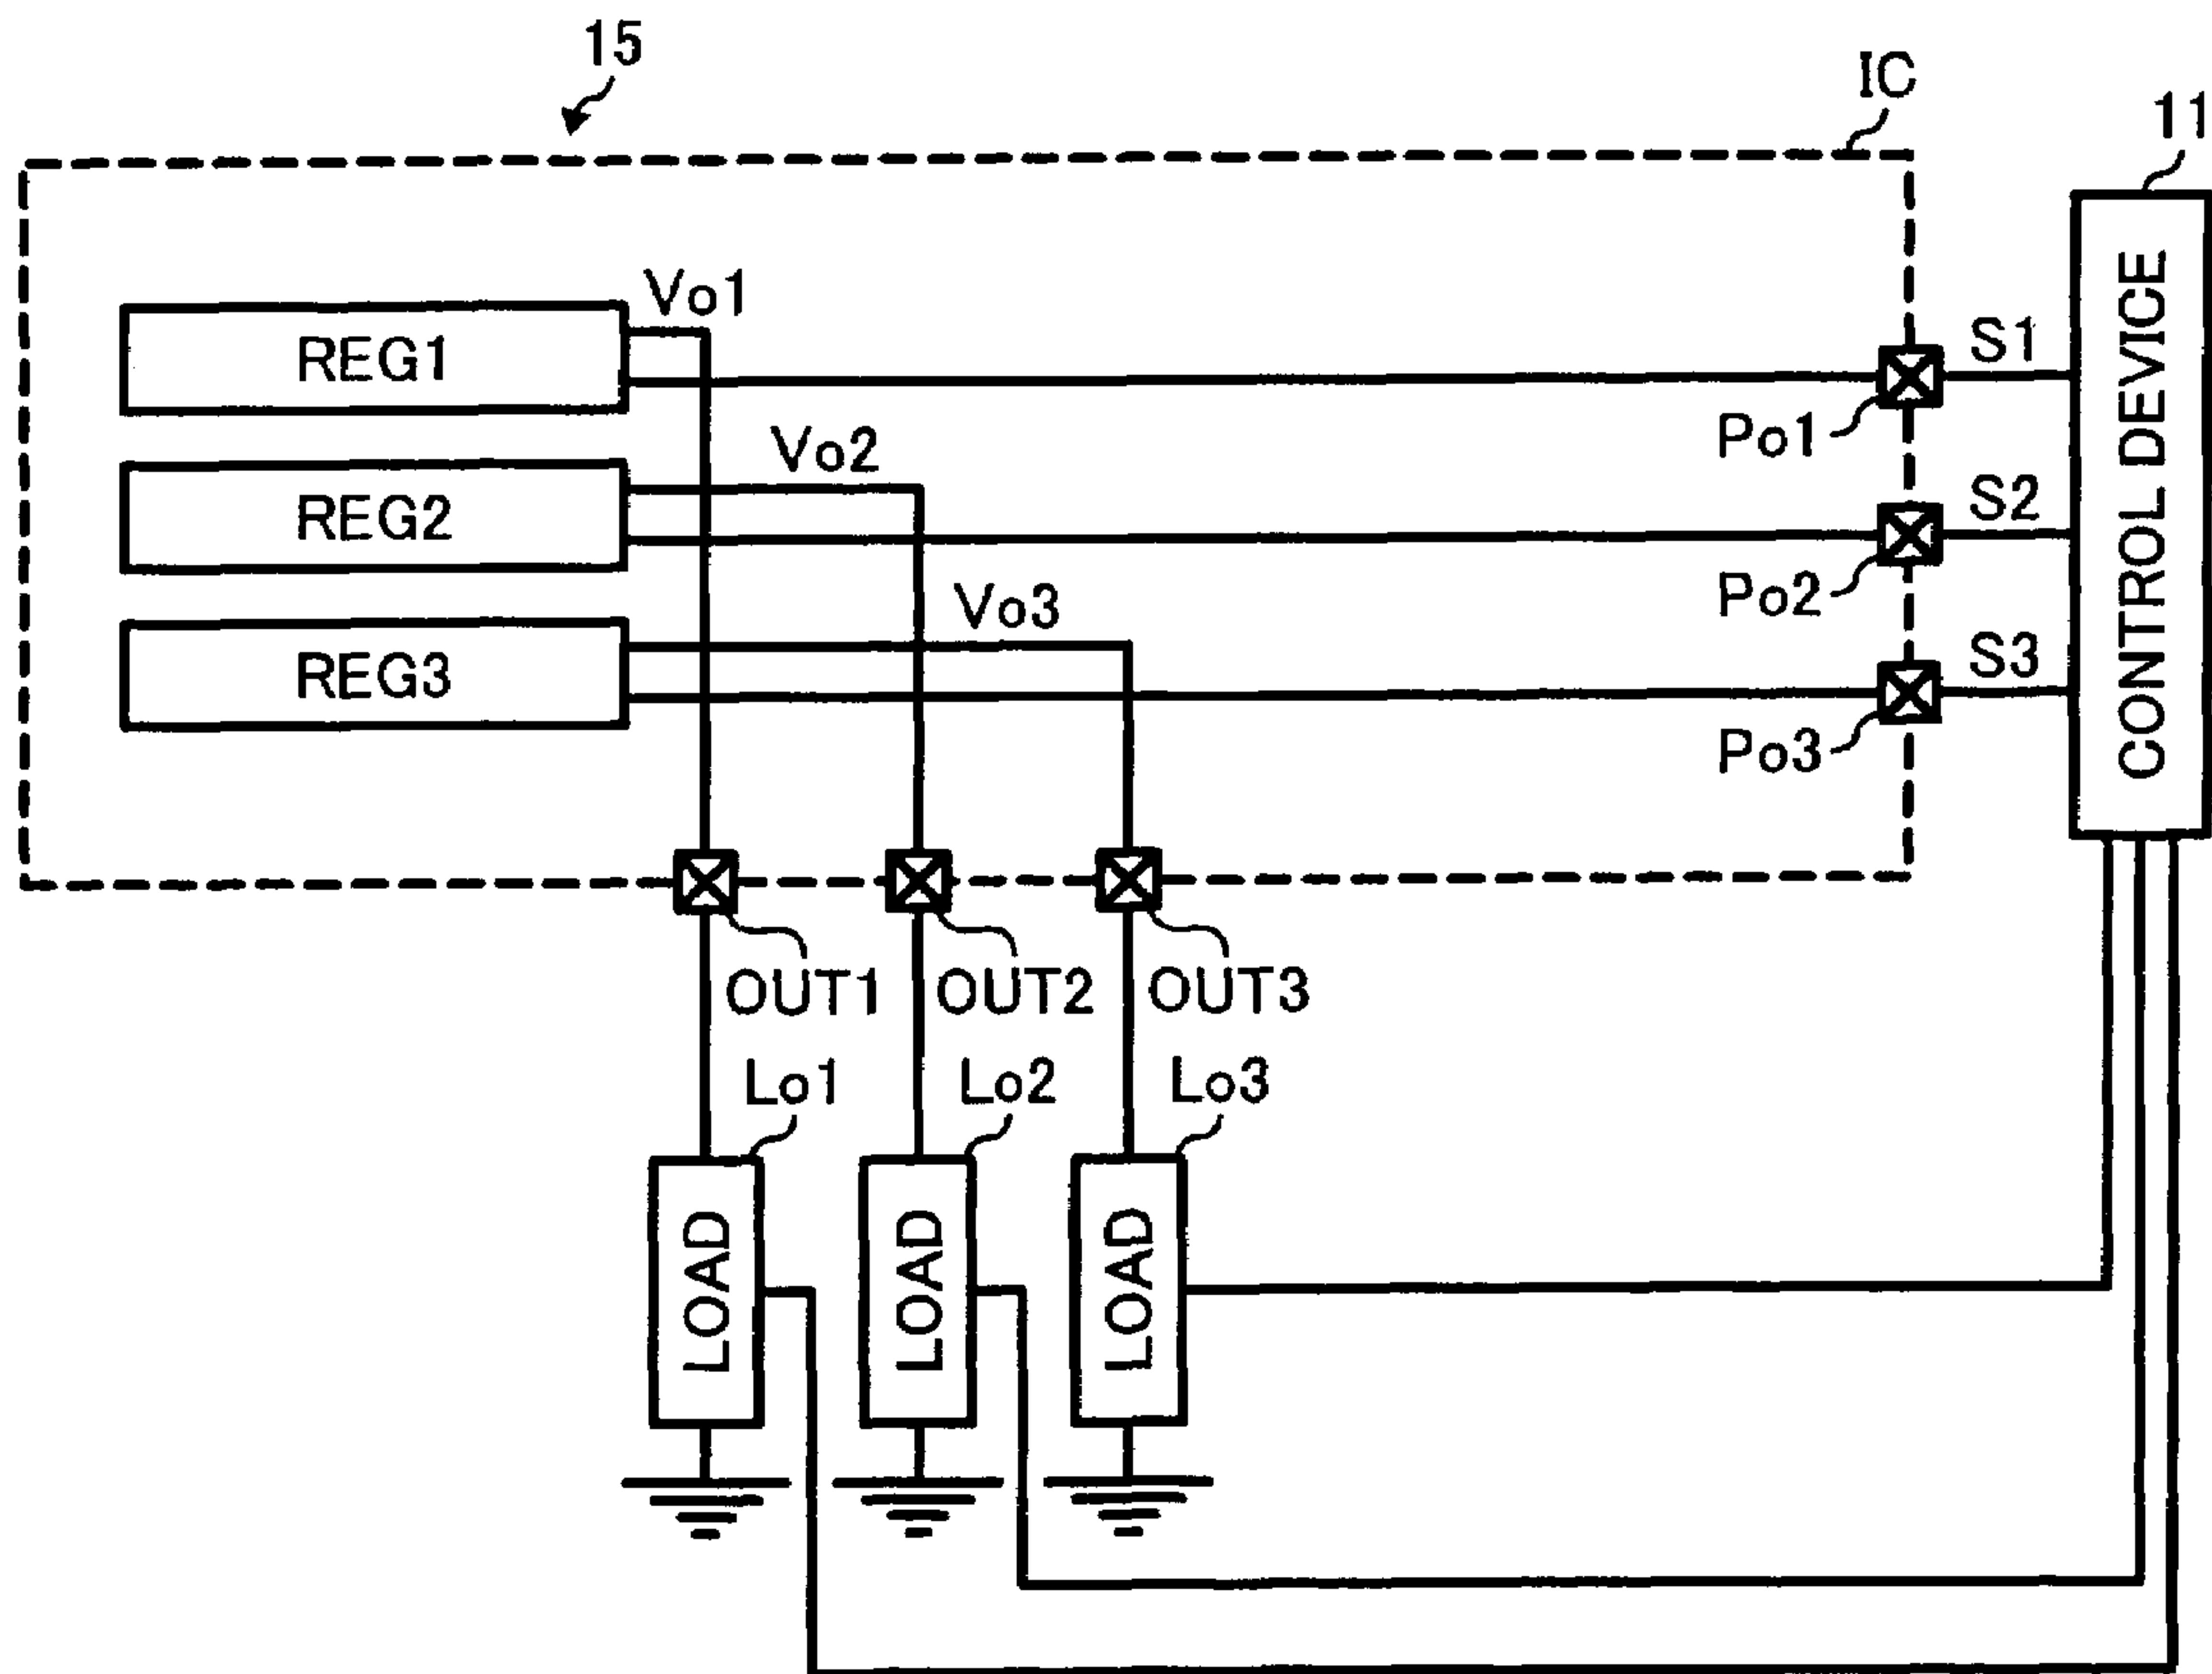 15
IC
11
Vo1
REG1
S1
CONTROL DEVICE
Po1
Vo2
REG2
S2
Po2
Vo3
REG3
S3
Po3
OUT1
OUT2
OUT3
Lo1
Lo2
Lo3
LOAD
LOAD
LOAD